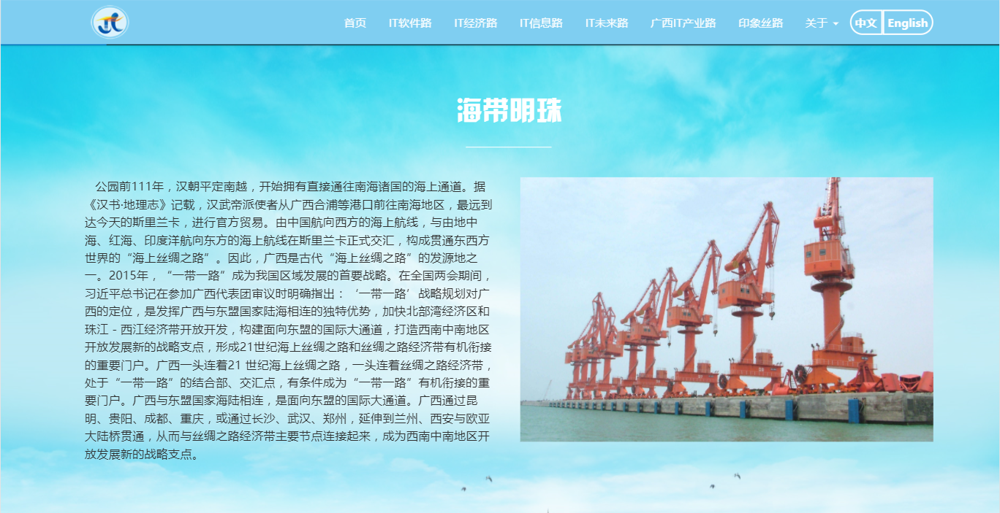 首页 IT软件路 IT经济路 IT信息路 IT未来路 广西IT产业路 印象丝路 关于 中文 English
海带明珠
公园前111年，汉朝平定南越，开始拥有直接通往南海诸国的海上通道。据
《汉书·地理志》记载，汉武帝派使者从广西合浦等港口前往南海地区，最远到
达今天的斯里兰卡，进行官方贸易。由中国航向西方的海上航线，与由地中
海、红海、印度洋航向东方的海上航线在斯里兰卡正式交汇，构成贯通东西方
世界的“海上丝绸之路”。因此，广西是古代“海上丝绸之路”的发源地之
一。2015年，“一带一路”成为我国区域发展的首要战略。在全国两会期间，
习近平总书记在参加广西代表团审议时明确指出：‘一带一路’战略规划对广
西的定位，是发挥广西与东盟国家陆海相连的独特优势，加快北部湾经济区和
珠江－西江经济带开放开发，构建面向东盟的国际大通道，打造西南中南地区
开放发展新的战略支点，形成21世纪海上丝绸之路和丝绸之路经济带有机衔接
的重要门户。广西一头连着21 世纪海上丝绸之路，一头连着丝绸之路经济带，
处于“一带一路”的结合部、交汇点，有条件成为“一带一路”有机衔接的重
要门户。广西与东盟国家海陆相连，是面向东盟的国际大通道。广西通过昆
明、贵阳、成都、重庆，或通过长沙、武汉、郑州，延伸到兰州、西安与欧亚
大陆桥贯通，从而与丝绸之路经济带主要节点连接起来，成为西南中南地区开
放发展新的战略支点。